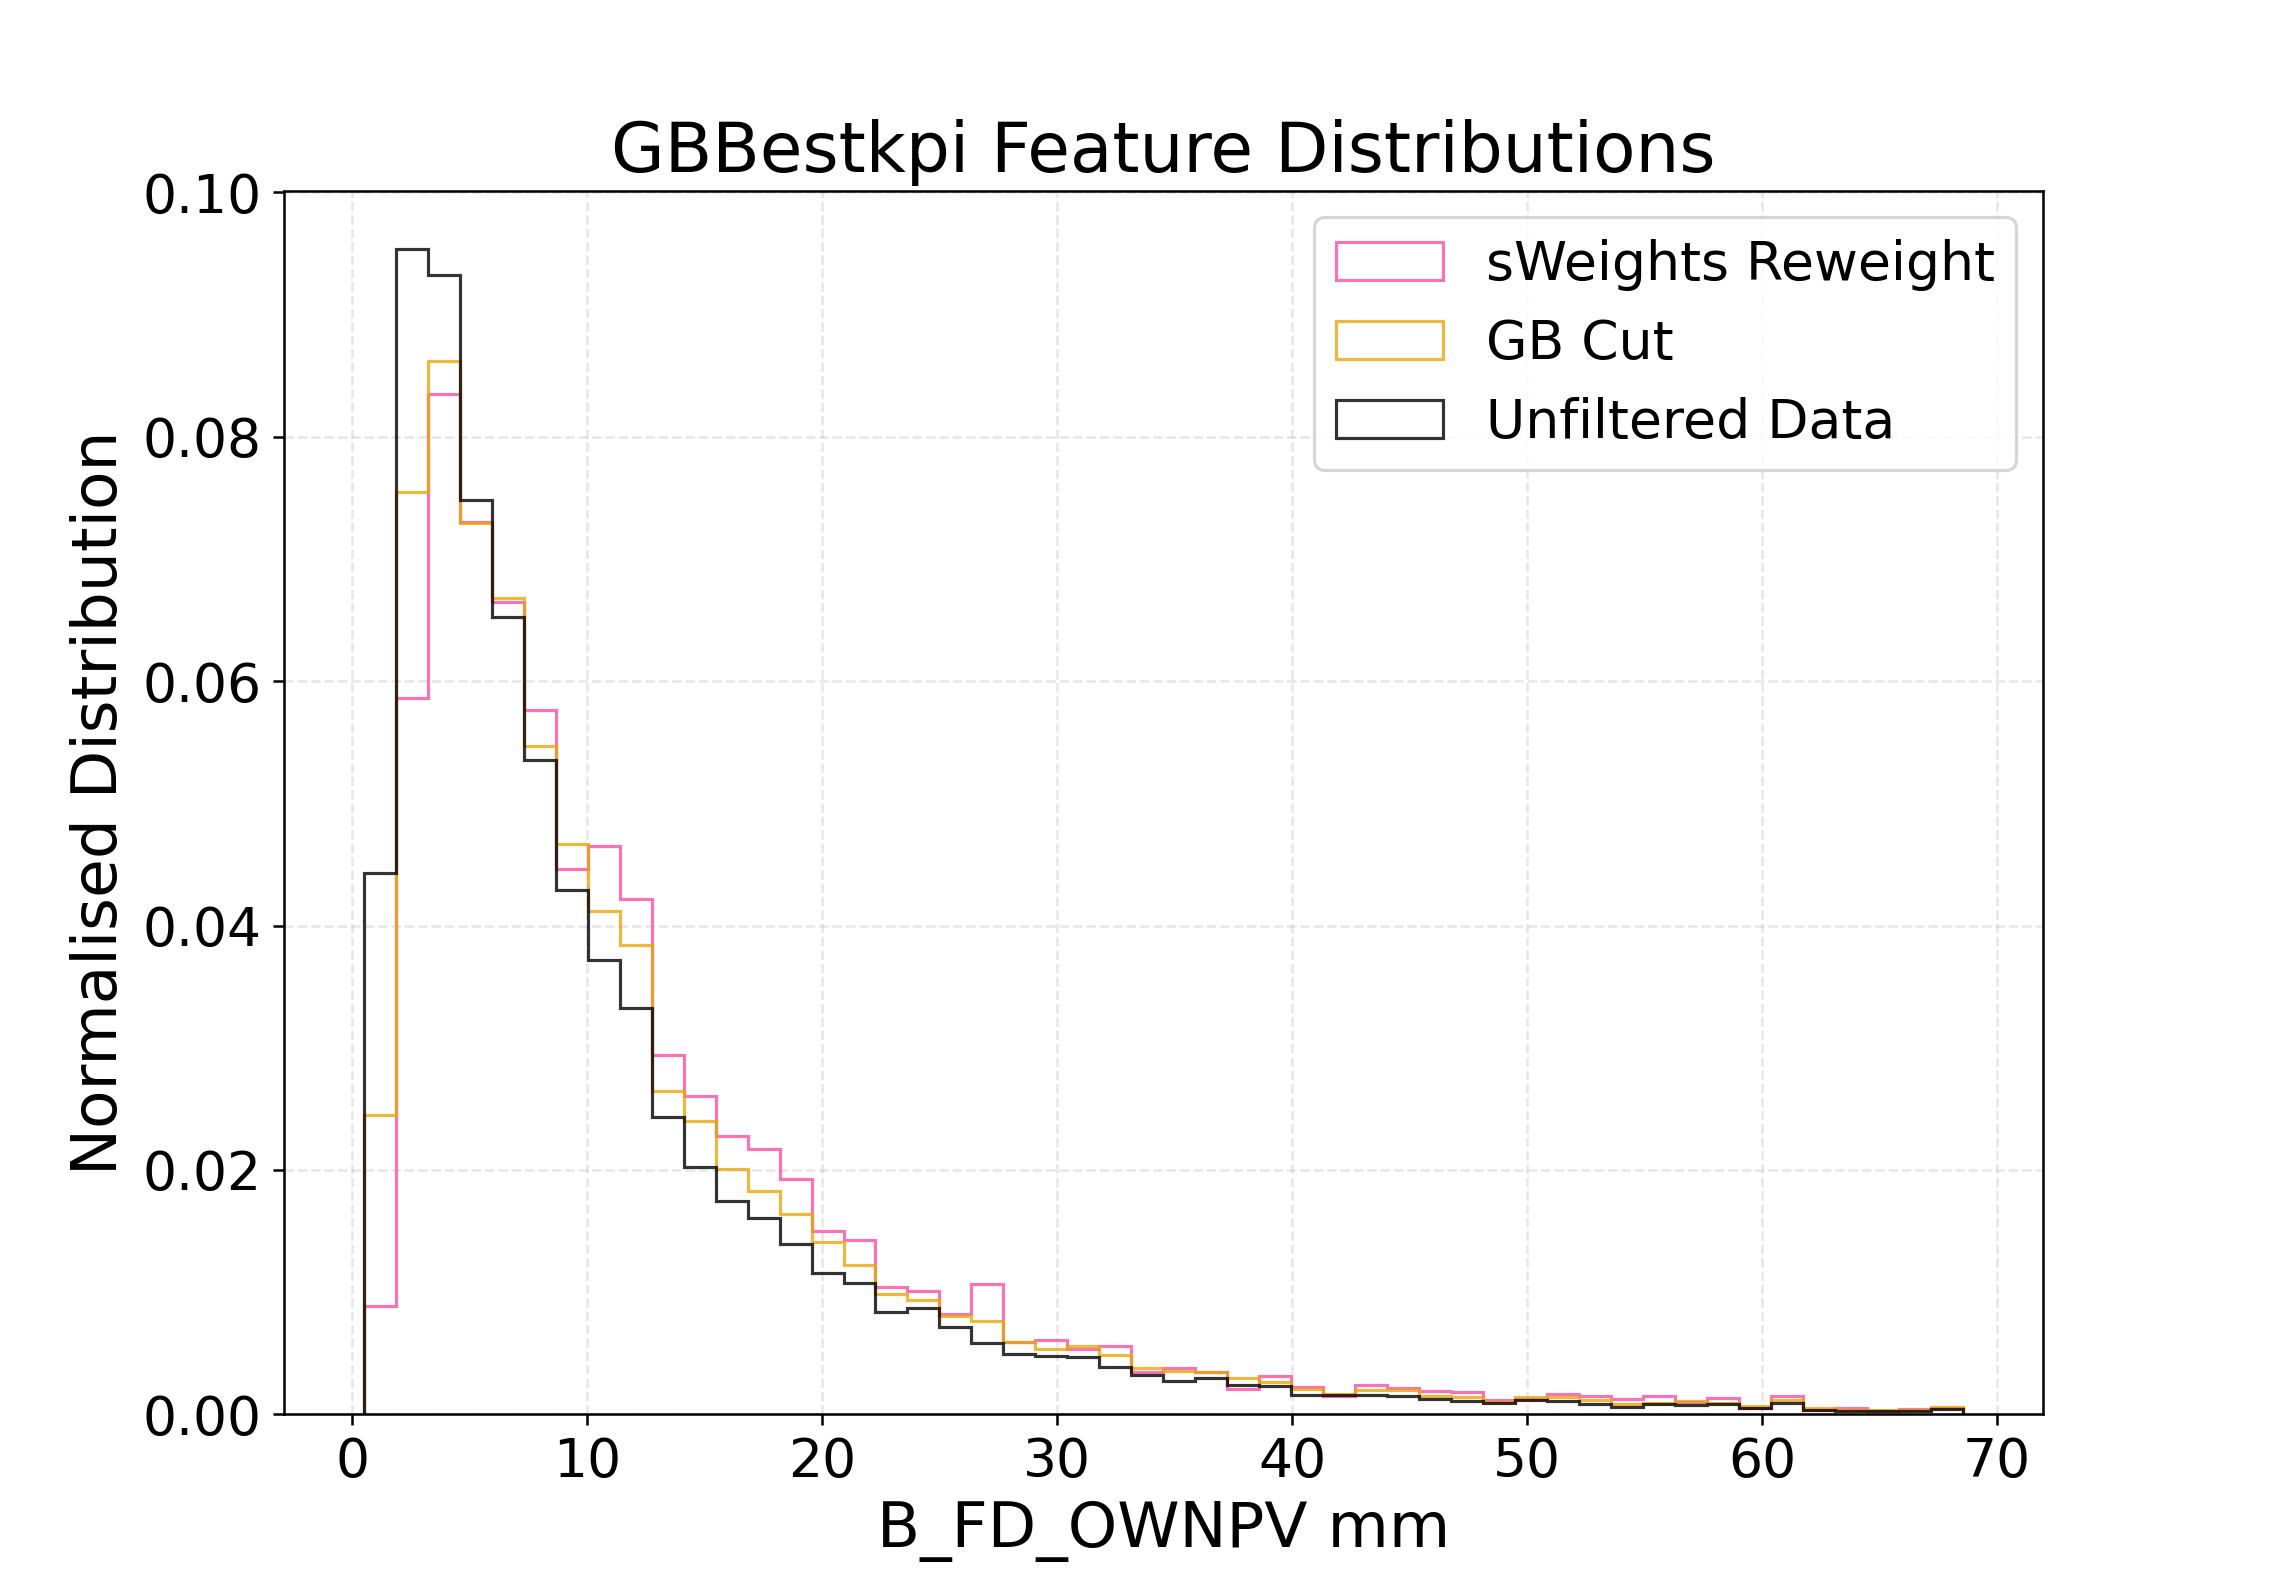 GBBestkpi Feature Distributions
sWeights Reweight
GB Cut
Unfiltered Data
Normalised Distribution
0.10
0.08
0.06
0.04
0.02
0.00
0 10 20 30 40 50 60 70
B_FD_OWNPV mm